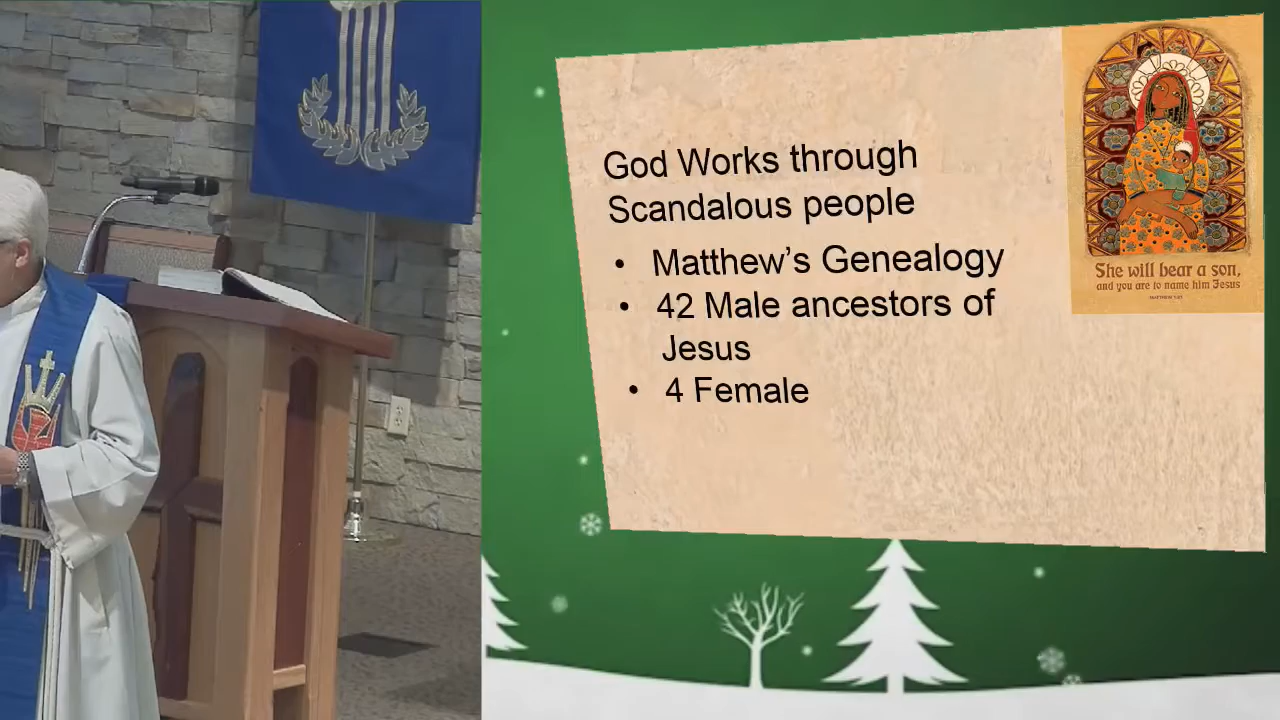 God Works through
Scandalous people
• Matthew's Genealogy
• 42 Male ancestors of
Jesus
• 4 Female
She will bear a son,
and you are to name him Jesus